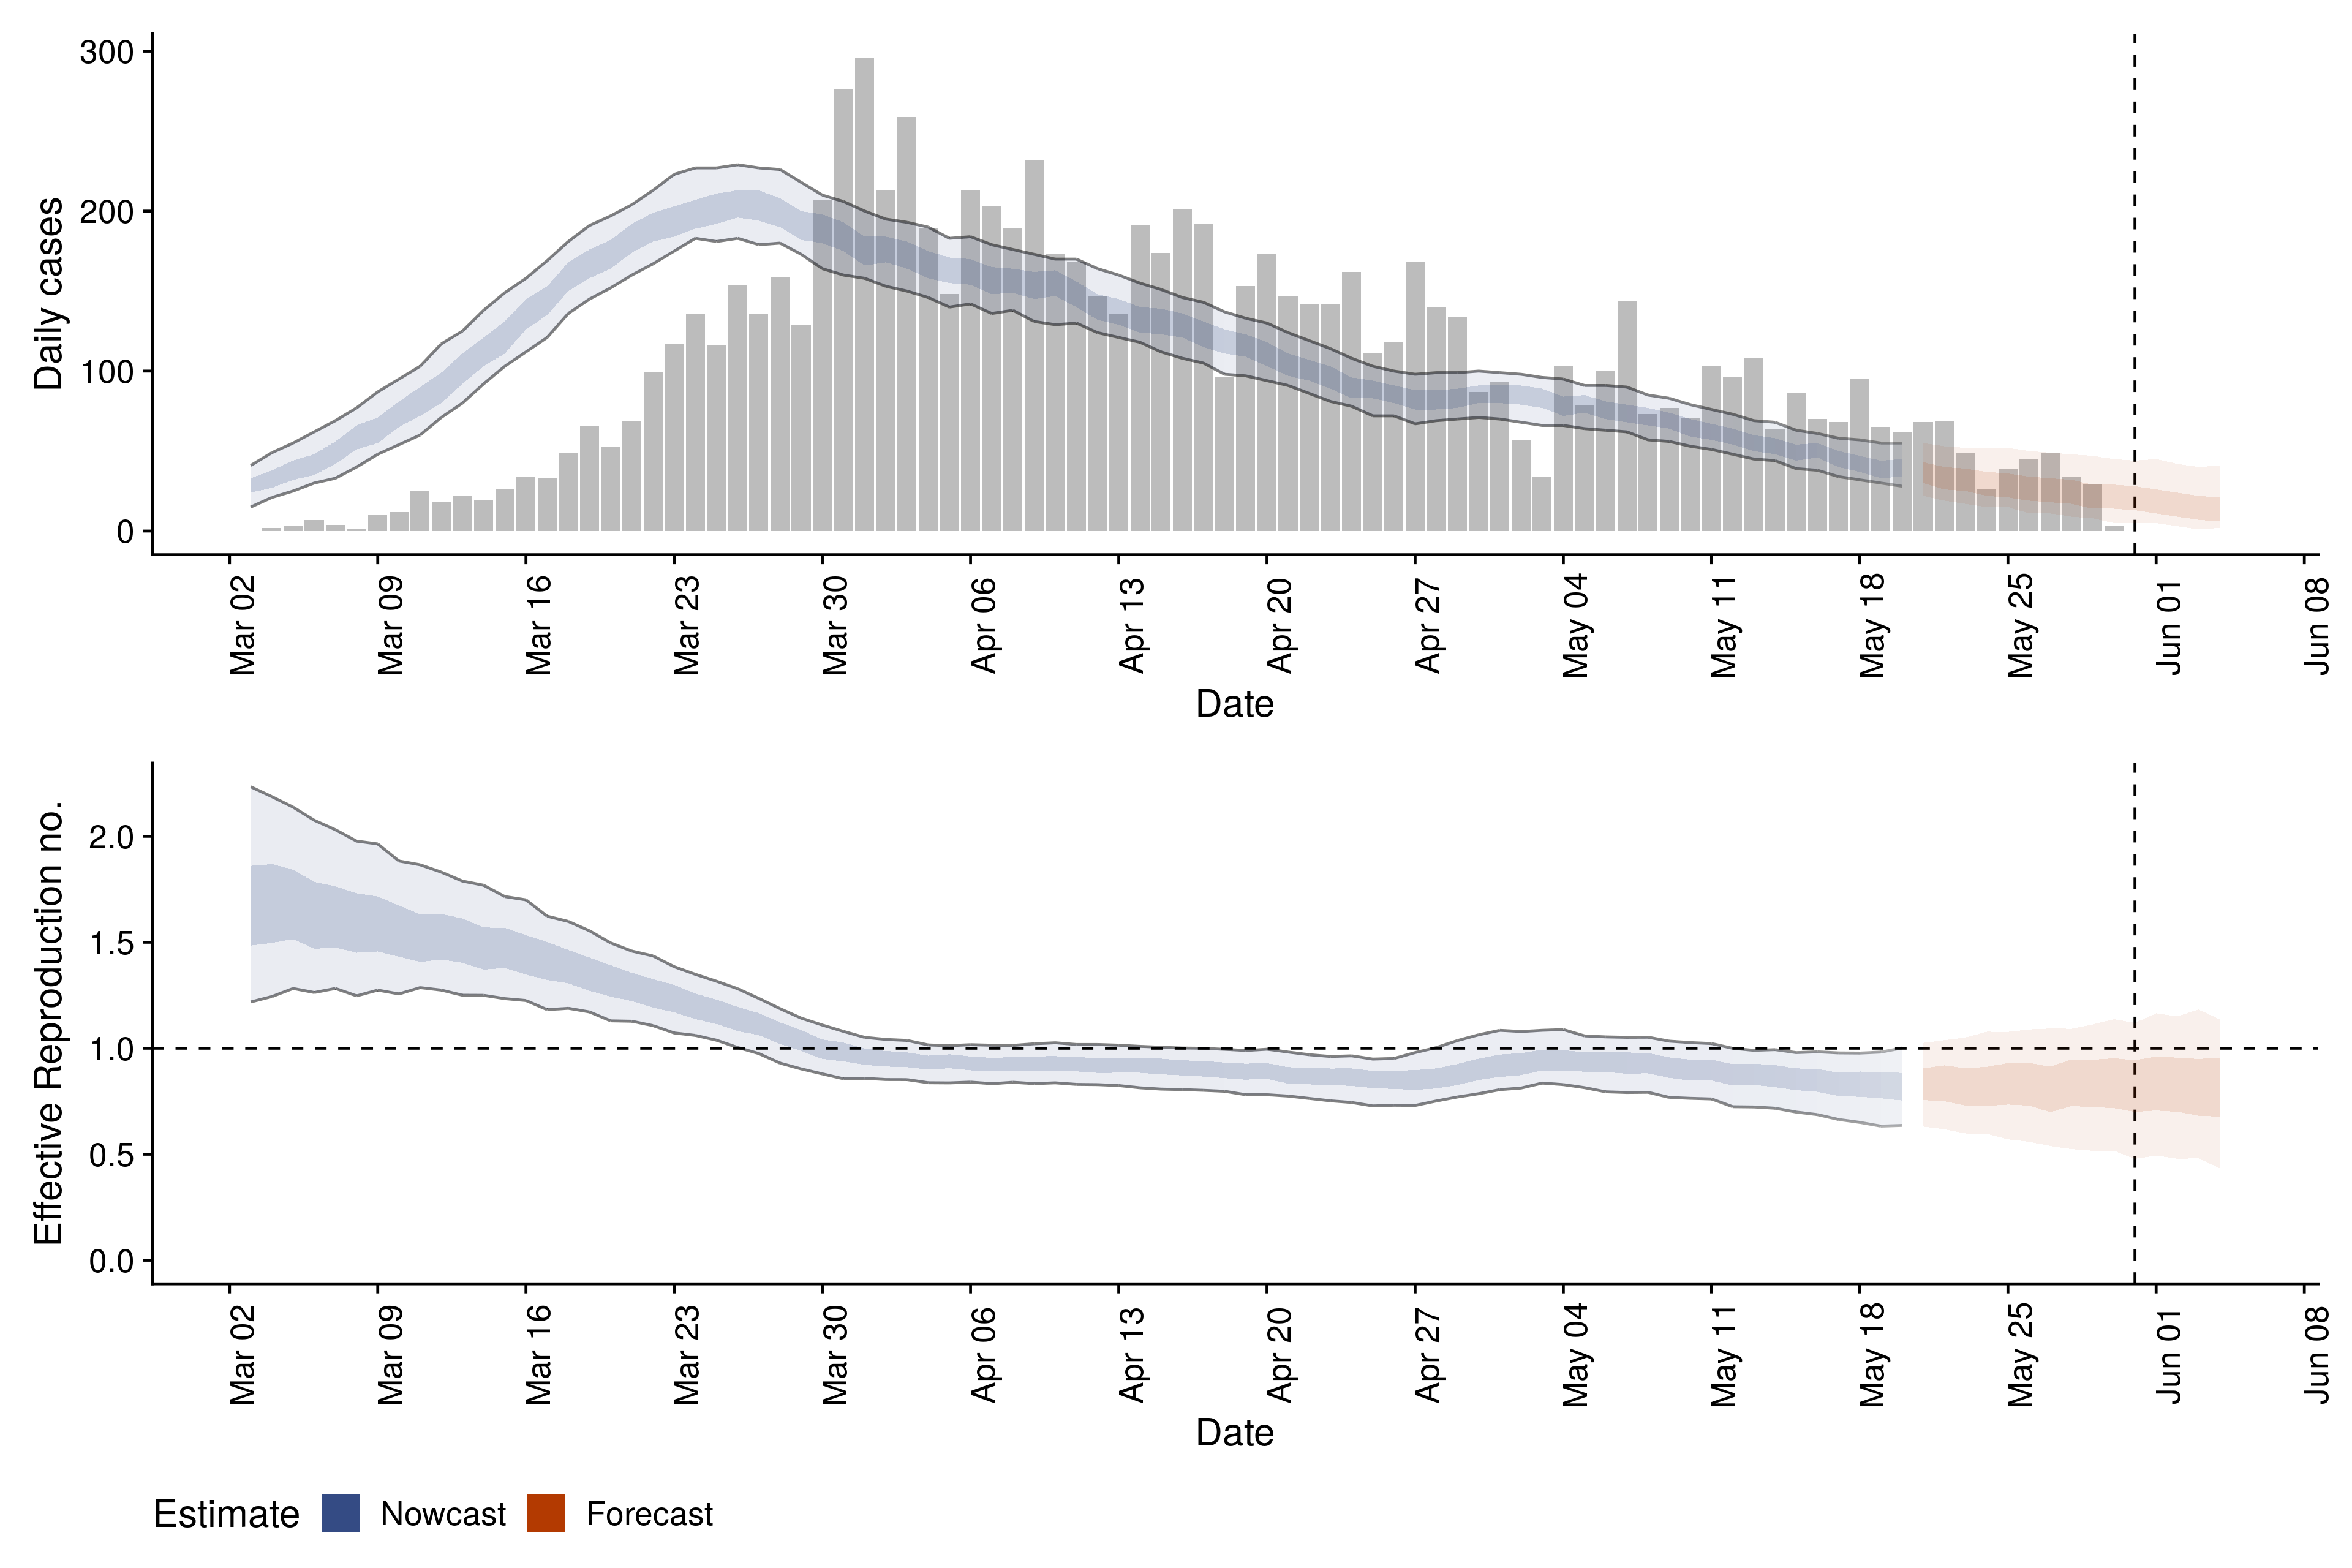 300
200
100
0
Daily cases
Mar 02
Mar 09
Mar 16
Mar 23
Mar 30
Apr 06
Apr 13
Apr 20
Apr 27
May 04
May 11
May 18
May 25
Jun 01
Jun 08
Date
2.0
1.5
1.0
0.5
0.0
Effective Reproduction no.
Mar 02
Mar 09
Mar 16
Mar 23
Mar 30
Apr 06
Apr 13
Apr 20
Apr 27
May 04
May 11
May 18
May 25
Jun 01
Jun 08
Date
Estimate Nowcast Forecast